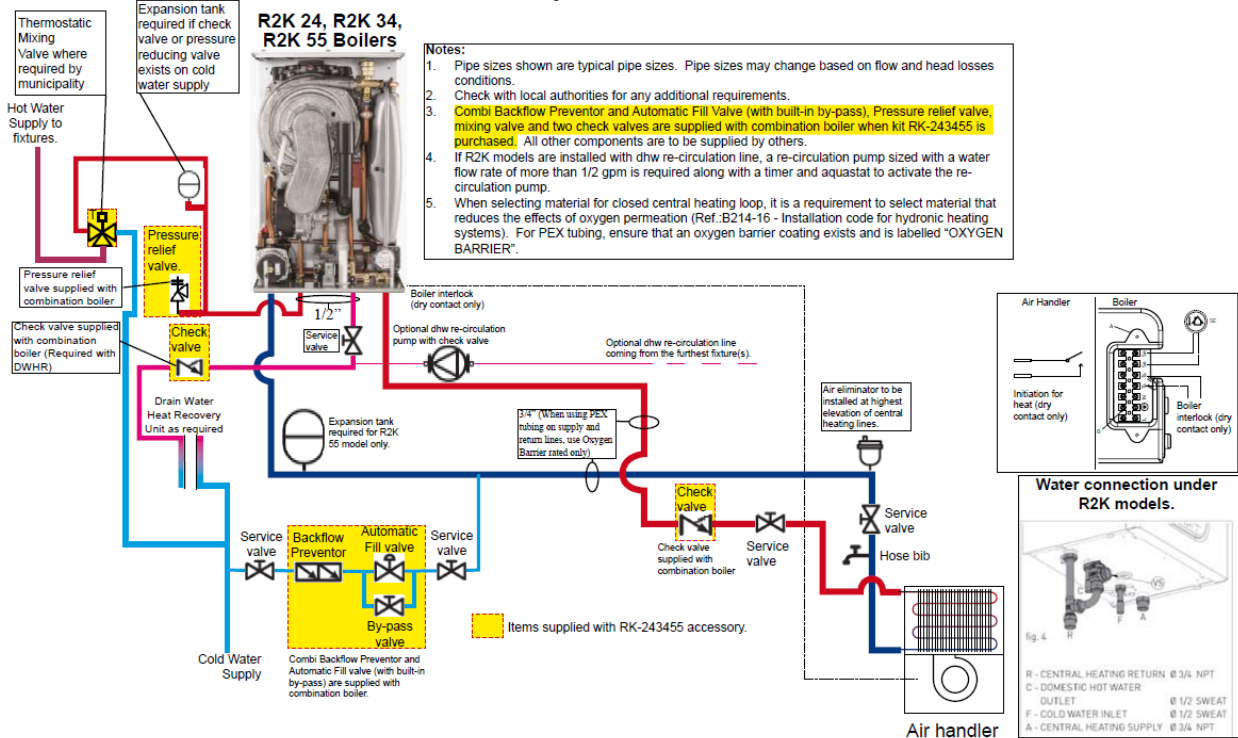 Thermostatic
Mixing
Valve where
required by
municipality
Expansion tank
required if check
valve or pressure
reducing valve
exists on cold
water supply
R2K 24, R2K 34,
R2K 55 Boilers
Hot Water
Supply to
fixtures.
Notes:
1. Pipe sizes shown are typical pipe sizes. Pipe sizes may change based on flow and head losses
conditions.
2. Check with local authorities for any additional requirements.
3. Combi Backflow Preventor and Automatic Fill Valve (with built-in by-pass), Pressure relief valve,
mixing valve and two check valves are supplied with combination boiler when kit RK-243455 is
purchased. All other components are to be supplied by others.
4. If R2K models are installed with dhw re-circulation line, a re-circulation pump sized with a water
flow rate of more than 1/2 gpm is required along with a timer and aquastat to activate the re-
circulation pump.
5. When selecting material for closed central heating loop, it is a requirement to select material that
reduces the effects of oxygen permeation (Ref.:B214-16 - Installation code for hydronic heating
systems). For PEX tubing, ensure that an oxygen barrier coating exists and is labelled “OXYGEN
BARRIER”.
T
Pressure
relief
valve.
Pressure relief
valve supplied with
combination boiler
Check valve supplied
with combination
boiler (Required with
DWHR)
Check
valve
1/2”
Service
valve
Boiler interlock
(dry contact only)
Optional dhw re-circulation
pump with check valve
Optional dhw re-circulation line
coming from the furthest fixture(s).
Drain Water
Heat Recovery
Unit as required
Expansion tank
required for R2K
55 model only.
3/4” (When using PEX
tubing on supply and
return lines, use Oxygen
Barrier rated only)
Air eliminator to be
installed at highest
elevation of central
heating lines.
Air Handler
Boiler
A
SE
Initiation for
heat (dry
contact only)
Boiler
interlock (dry
contact only)
Service
valve
Backflow
Preventor
Automatic
Fill valve
Service
valve
By-pass
valve
Check
valve
Check valve
supplied with
combination boiler
Service
valve
Service
valve
Hose bib
Cold Water
Supply
Combi Backflow Preventor and
Automatic Fill valve (with built-in
by-pass) are supplied with
combination boiler.
Items supplied with RK-243455 accessory.
Air handler
Water connection under
R2K models.
VS
C
F
A
fig. 4
R
R - CENTRAL HEATING RETURN Ø 3/4 NPT
C - DOMESTIC HOT WATER
OUTLET Ø 1/2 SWEAT
F - COLD WATER INLET Ø 1/2 SWEAT
A - CENTRAL HEATING SUPPLY Ø 3/4 NPT